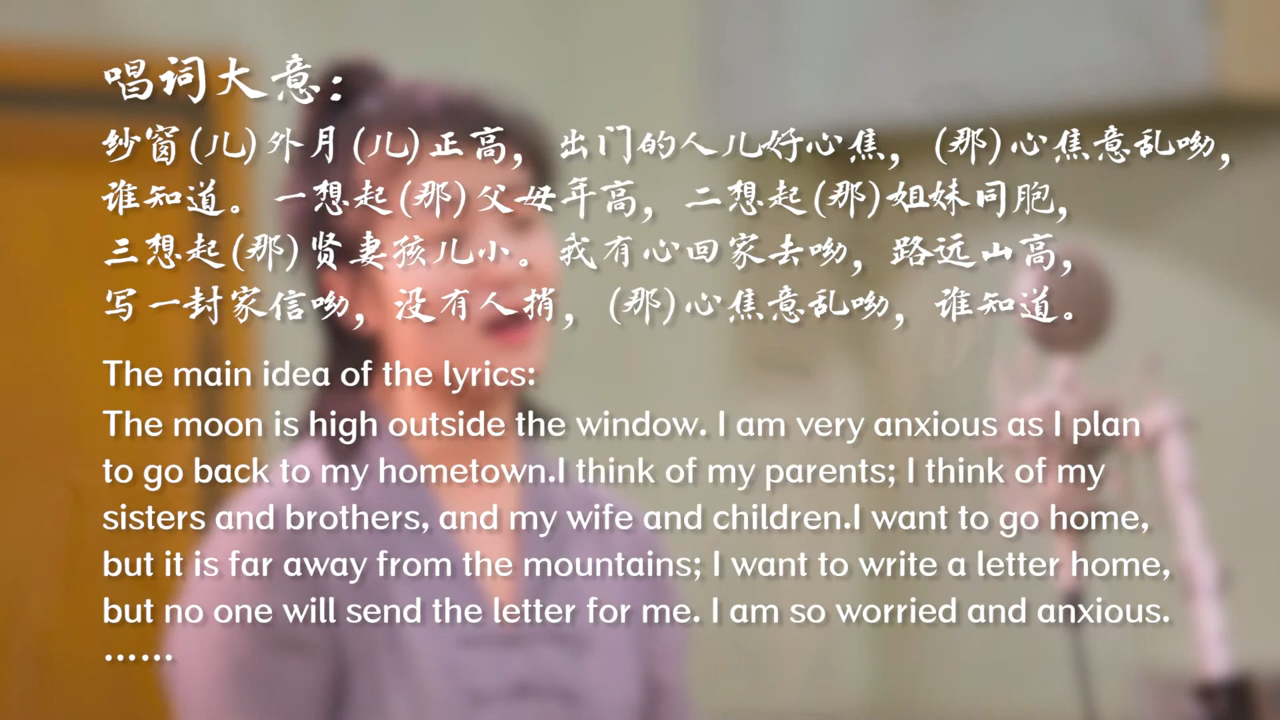 唱词大意：
纱窗(儿)外月(儿)正高，出门的人儿好心焦，(那)心焦意乱呦，
谁知道。一想起(那)父母年高，二想起(那)姐妹同胞，
三想起(那)贤妻孩儿小。我有心回家去呦，路远山高，
写一封家信呦，没有人捎，(那)心焦意乱呦，谁知道。
The main idea of the lyrics:
The moon is high outside the window. I am very anxious as I plan
to go back to my hometown.I think of my parents; I think of my
sisters and brothers, and my wife and children.I want to go home,
but it is far away from the mountains; I want to write a letter home,
but no one will send the letter for me. I am so worried and anxious.
……